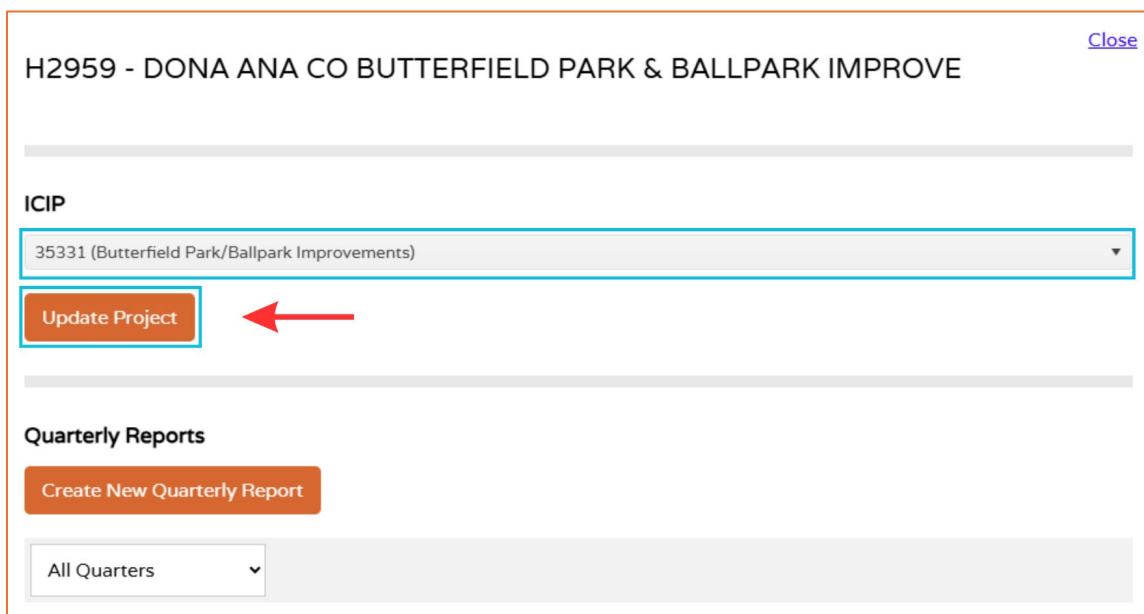 Close
H2959 - DONA ANA CO BUTTERFIELD PARK & BALLPARK IMPROVE
ICIP
35331 (Butterfield Park/Ballpark Improvements)
Update Project
Quarterly Reports
Create New Quarterly Report
All Quarters